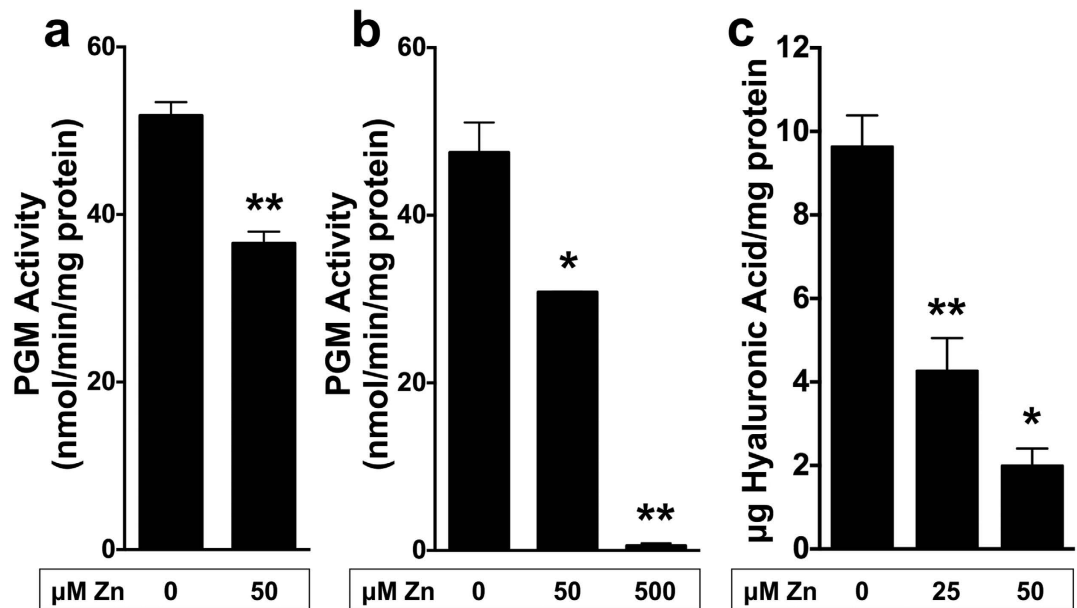 a
60
40
20
0
PGM Activity
(nmol/min/mg protein)
**
µM Zn 0 50
b
60
40
20
0
PGM Activity
(nmol/min/mg protein)
*
**
µM Zn 0 50 500
c
12
10
8
6
4
2
0
µg Hyaluronic Acid/mg protein
**
*
µM Zn 0 25 50